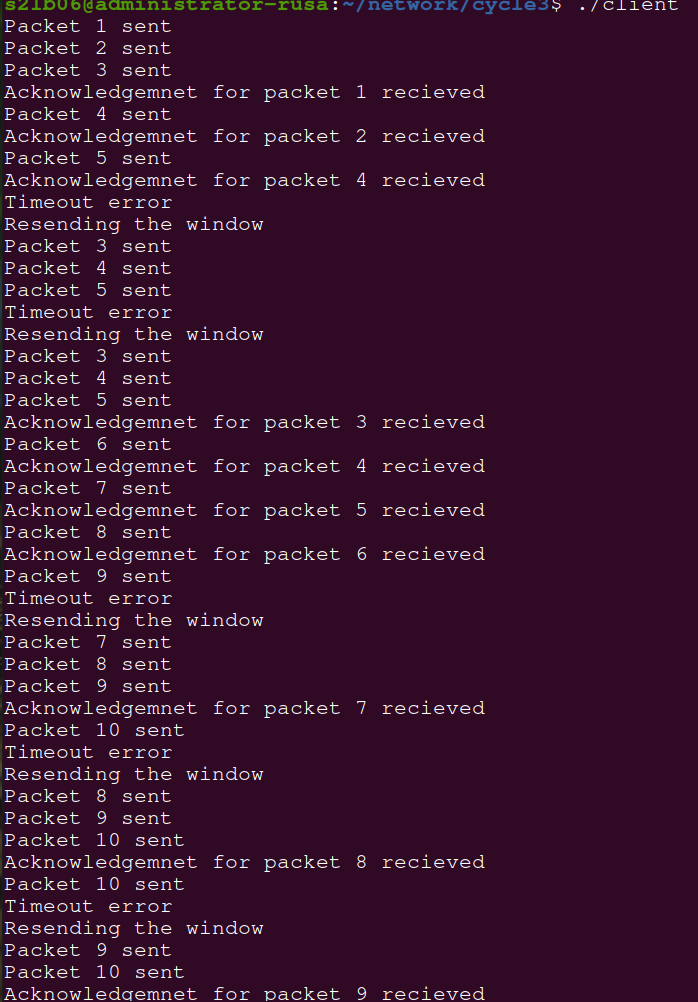 s21b06@administrator-rusa:~/network/cycle3$ ./client
Packet 1 sent
Packet 2 sent
Packet 3 sent
Acknowledgemnet for packet 1 recieved
Packet 4 sent
Acknowledgemnet for packet 2 recieved
Packet 5 sent
Acknowledgemnet for packet 4 recieved
Timeout error
Resending the window
Packet 3 sent
Packet 4 sent
Packet 5 sent
Timeout error
Resending the window
Packet 3 sent
Packet 4 sent
Packet 5 sent
Acknowledgemnet for packet 3 recieved
Packet 6 sent
Acknowledgemnet for packet 4 recieved
Packet 7 sent
Acknowledgemnet for packet 5 recieved
Packet 8 sent
Acknowledgemnet for packet 6 recieved
Packet 9 sent
Timeout error
Resending the window
Packet 7 sent
Packet 8 sent
Packet 9 sent
Acknowledgemnet for packet 7 recieved
Packet 10 sent
Timeout error
Resending the window
Packet 8 sent
Packet 9 sent
Packet 10 sent
Acknowledgemnet for packet 8 recieved
Packet 10 sent
Timeout error
Resending the window
Packet 9 sent
Packet 10 sent
Acknowledgemnet for packet 9 recieved